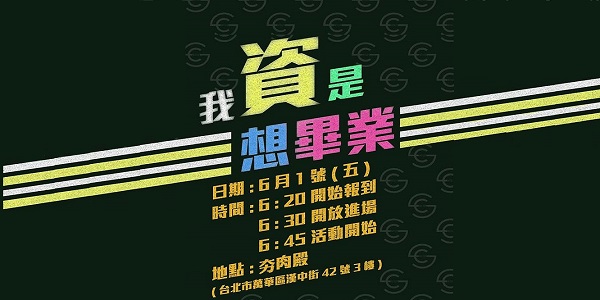 我資是
想畢業
日期：6月1號(五)
時間：6：20 開始報到
6：30 開放進場
6：45 活動開始
地點：夯肉殿
(台北市萬華區漢中街42號3樓)